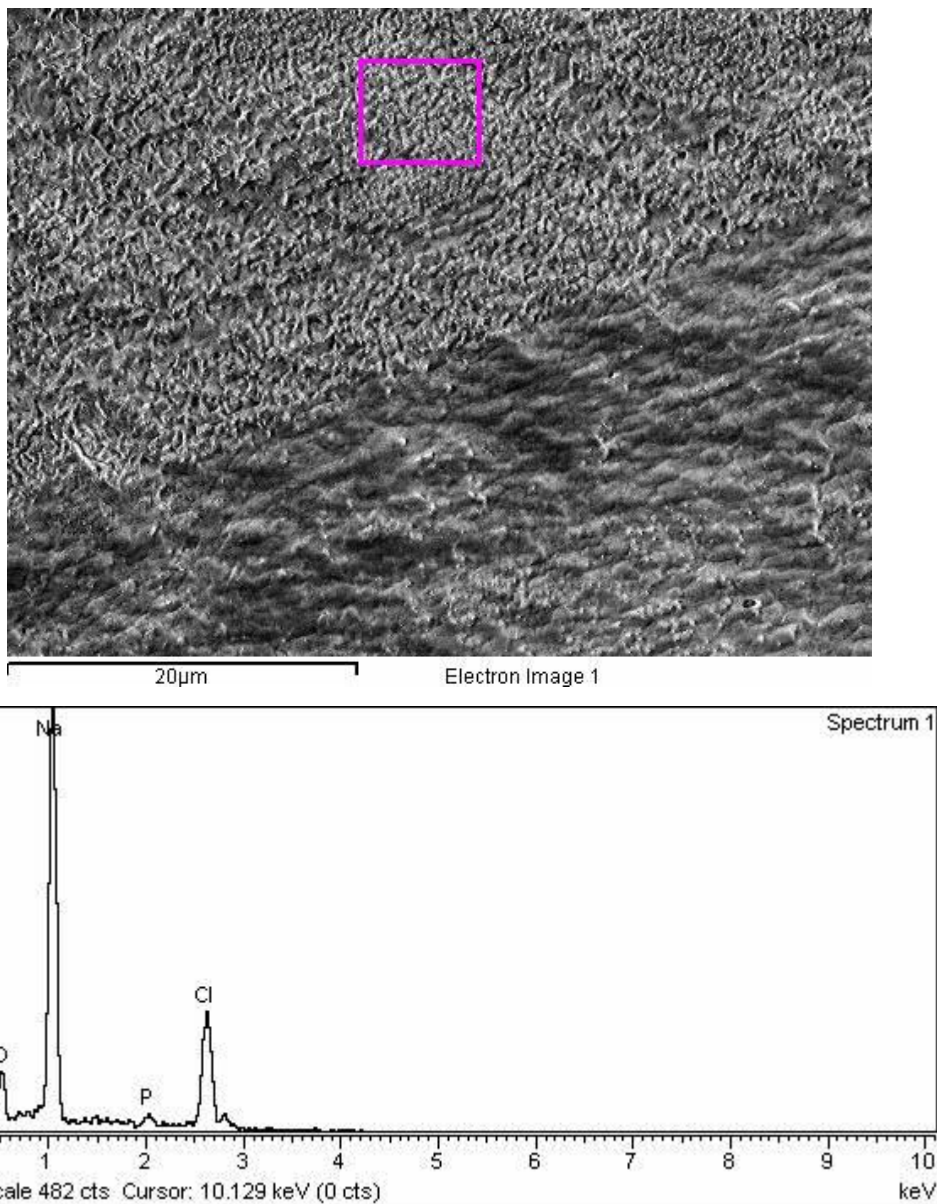 20μm Electron Image 1
Spectrum 1
Na
Cl
P
1 2 3 4 5 6 7 8 9 10
cale 482 cts Cursor: 10.129 keV (0 cts) keV